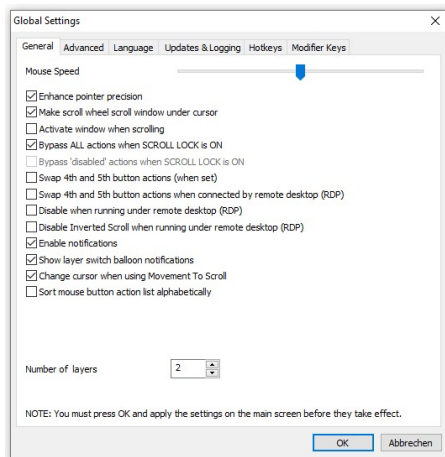 Global Settings
General Advanced Language Updates & Logging Hotkeys Modifier Keys
Mouse Speed
Enhance pointer precision
Make scroll wheel scroll window under cursor
Activate window when scrolling
Bypass ALL actions when SCROLL LOCK is ON
Bypass 'disabled' actions when SCROLL LOCK is ON
Swap 4th and 5th button actions (when set)
Swap 4th and 5th button actions when connected by remote desktop (RDP)
Disable when running under remote desktop (RDP)
Disable Inverted Scroll when running under remote desktop (RDP)
Enable notifications
Show layer switch balloon notifications
Change cursor when using Movement To Scroll
Sort mouse button action list alphabetically
Number of layers 2
NOTE: You must press OK and apply the settings on the main screen before they take effect.
OK Abbrechen